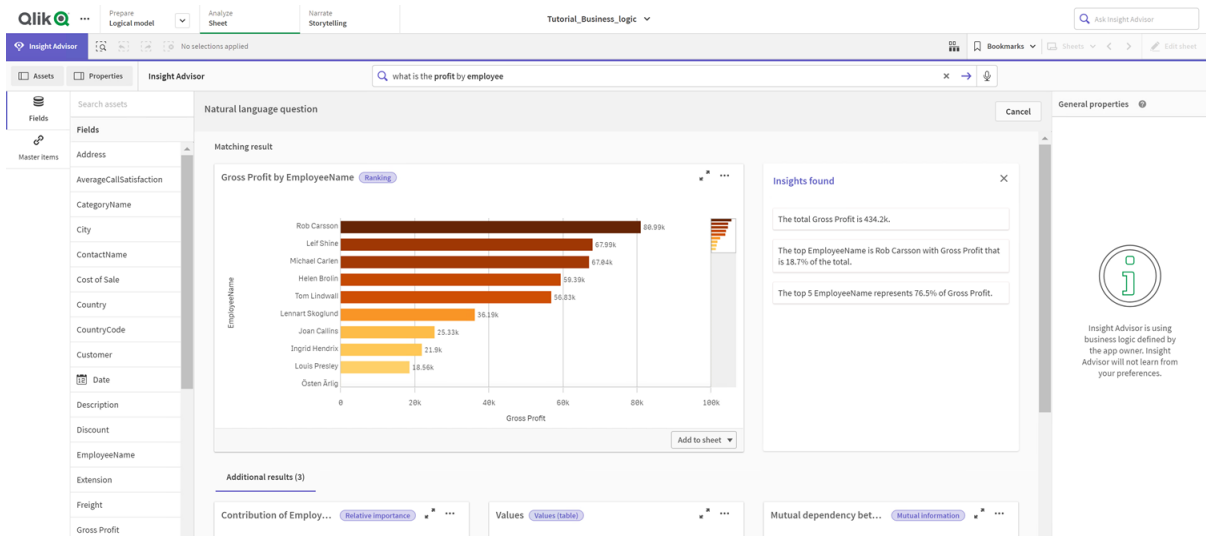 Qlik
Prepare
Logical model
Analyze
Sheet
Narrate
Storytelling
Tutorial_Business_logic
Ask Insight Advisor
Insight Advisor
No selections applied
Bookmarks
Sheets
Edit sheet
Assets
Properties
Insight Advisor
what is the profit by employee
Fields
Master items
Search assets
Fields
Address
AverageCallSatisfaction
CategoryName
City
ContactName
Cost of Sale
Country
CountryCode
Customer
Date
Description
Discount
EmployeeName
Extension
Freight
Gross Profit
Natural language question
Cancel
Matching result
Gross Profit by EmployeeName Ranking
EmployeeName
Rob Carsson 80.99k
Leif Shine 67.99k
Michael Carlen 67.04k
Helen Brolin 59.39k
Tom Lindwall 56.83k
Lennart Skoglund 36.19k
Joan Callins 25.33k
Ingrid Hendrix 21.9k
Louis Presley 18.56k
Östen Ärlig
0 20k 40k 60k 80k 100k
Gross Profit
Add to sheet
Insights found
The total Gross Profit is 434.2k.
The top EmployeeName is Rob Carsson with Gross Profit that
is 18.7% of the total.
The top 5 EmployeeName represents 76.5% of Gross Profit.
Additional results (3)
Contribution of Employ... Relative importance
Values Values (table)
Mutual dependency bet... Mutual information
General properties
Insight Advisor is using
business logic defined by
the app owner. Insight
Advisor will not learn from
your preferences.